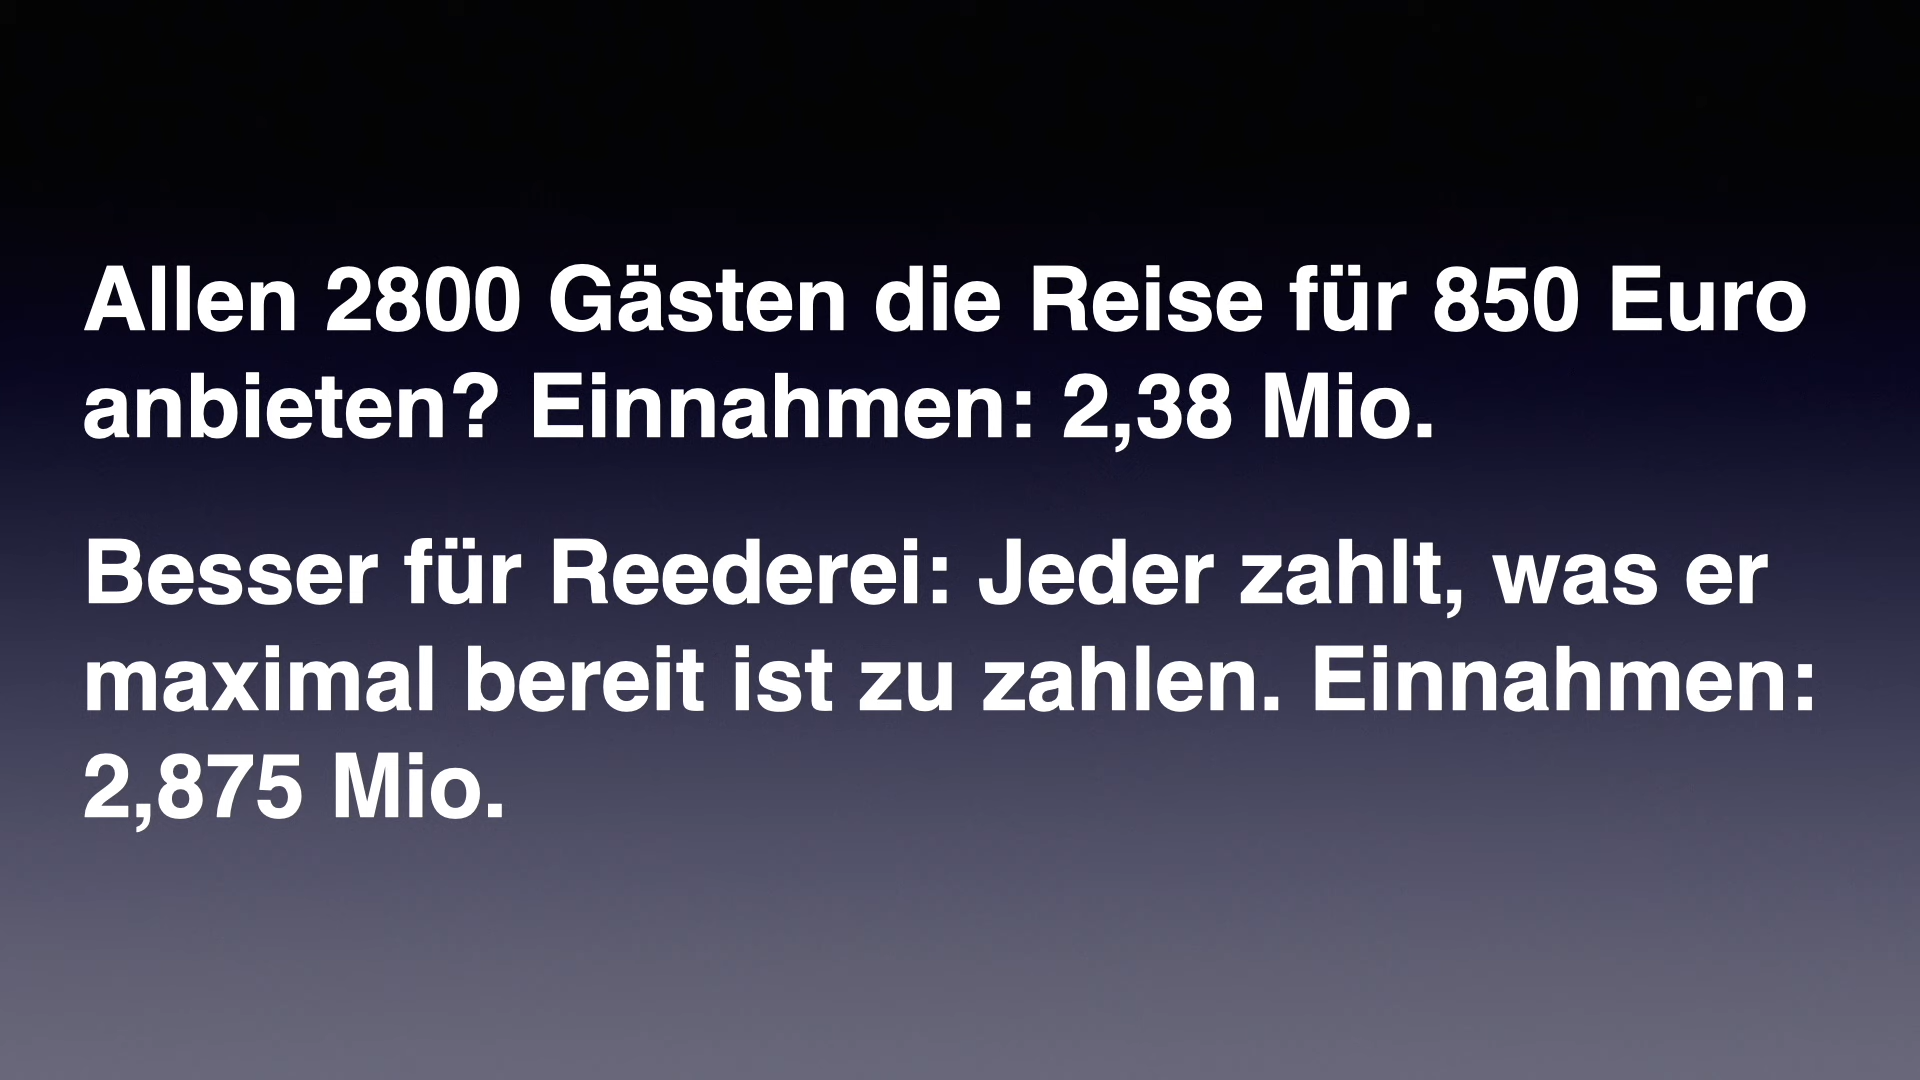 Allen 2800 Gästen die Reise für 850 Euro
anbieten? Einnahmen: 2,38 Mio.
Besser für Reederei: Jeder zahlt, was er
maximal bereit ist zu zahlen. Einnahmen:
2,875 Mio.